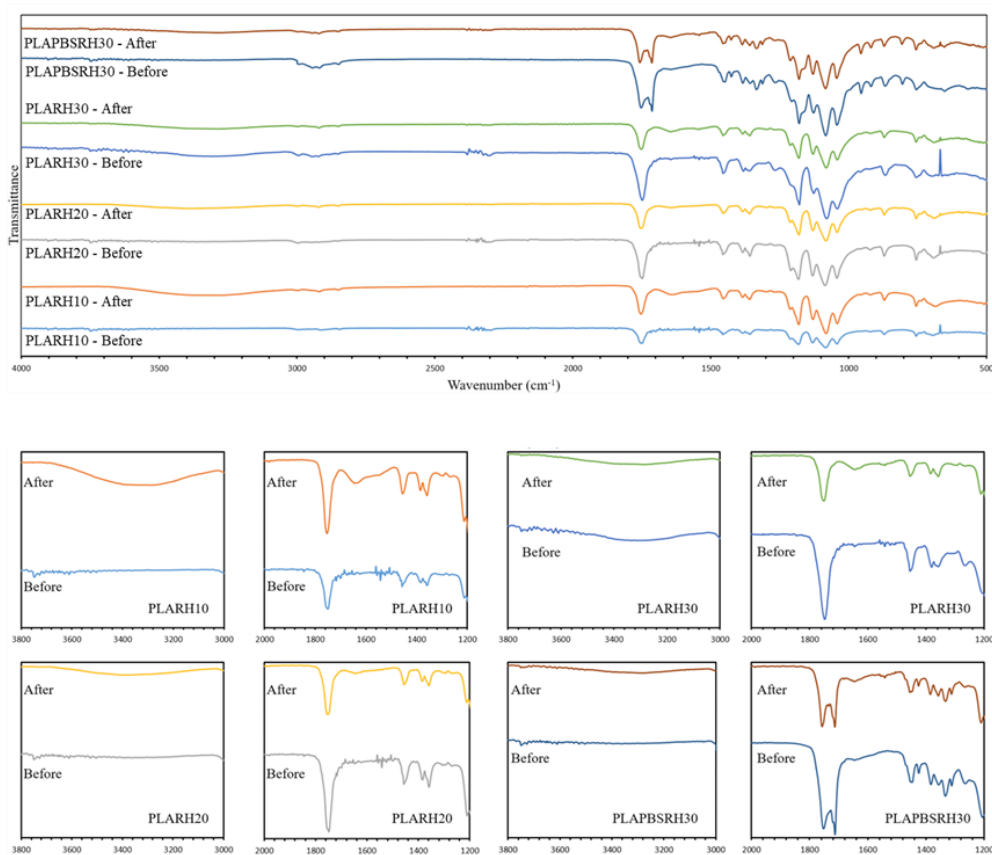 PLAPBSRH30 - After
PLAPBSRH30 - Before
PLARH30 - After
PLARH30 - Before
PLARH20 - After
PLARH20 - Before
PLARH10 - After
PLARH10 - Before
Transmittance
4000 3500 3000 2500 2000 1500 1000 500
Wavenumber (cm⁻¹)
After
Before
PLARH10
3800 3600 3400 3200 3000
After
Before
PLARH10
2000 1800 1600 1400 1200
After
Before
PLARH30
3800 3600 3400 3200 3000
After
Before
PLARH30
2000 1800 1600 1400 1200
After
Before
PLARH20
3800 3600 3400 3200 3000
After
Before
PLARH20
2000 1800 1600 1400 1200
After
Before
PLAPBSRH30
3800 3600 3400 3200 3000
After
Before
PLAPBSRH30
2000 1800 1600 1400 1200